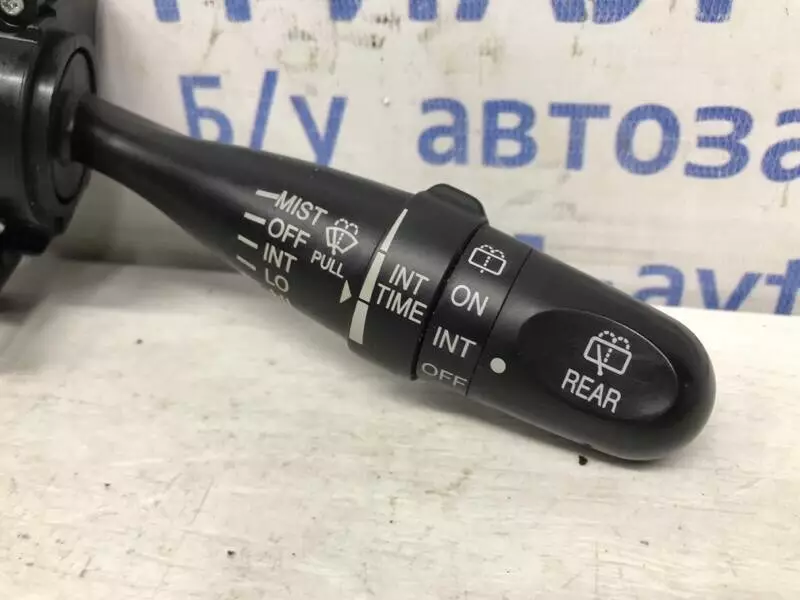 б/у автоза
MIST
OFF
INT
LO
PULL
INT
TIME
ON
INT
OFF
REAR